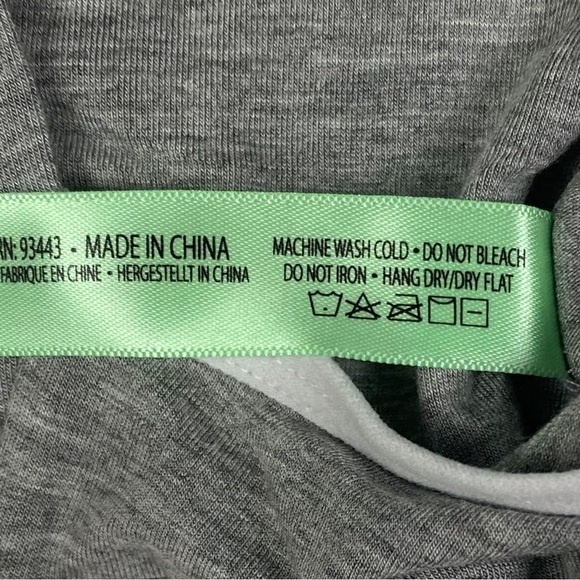 RN: 93443 • MADE IN CHINA
FABRIQUE EN CHINE • HERGESTELLT IN CHINA
MACHINE WASH COLD • DO NOT BLEACH
DO NOT IRON • HANG DRY/DRY FLAT